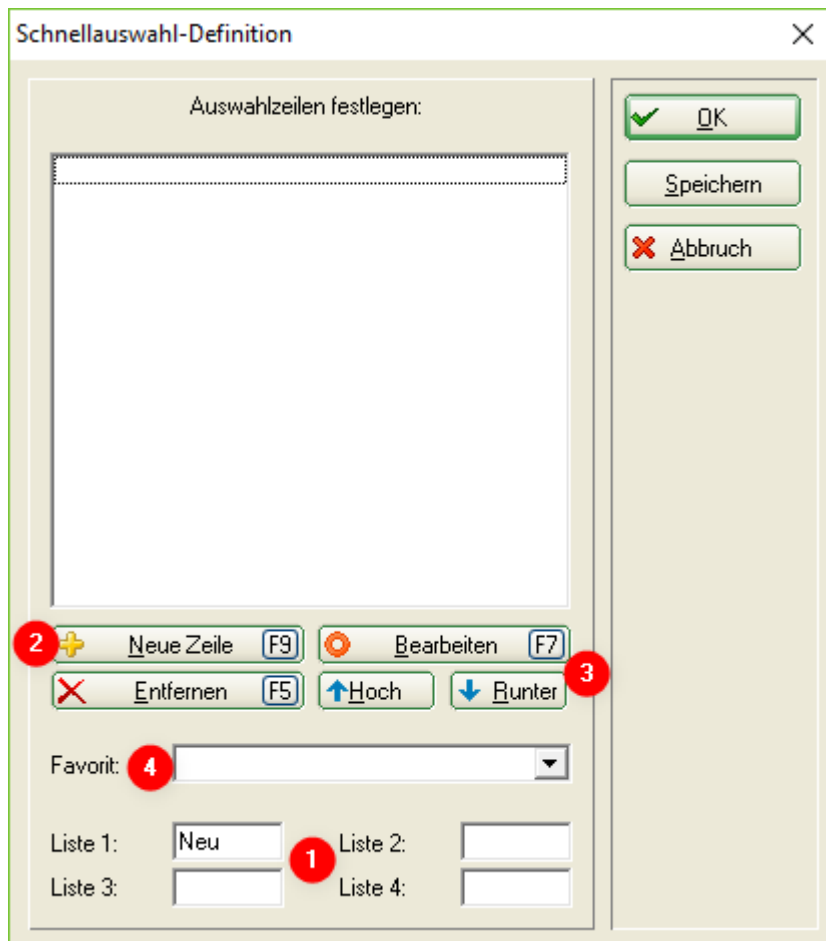 Schnellauswahl-Definition
Auswahlzeilen festlegen:
OK
Speichern
Abbruch
2 Neue Zeile F9 Bearbeiten F7
3
Entfernen F5 Hoch Runter
Favorit: 4
Liste 1: Neu 1 Liste 2:
Liste 3: Liste 4: